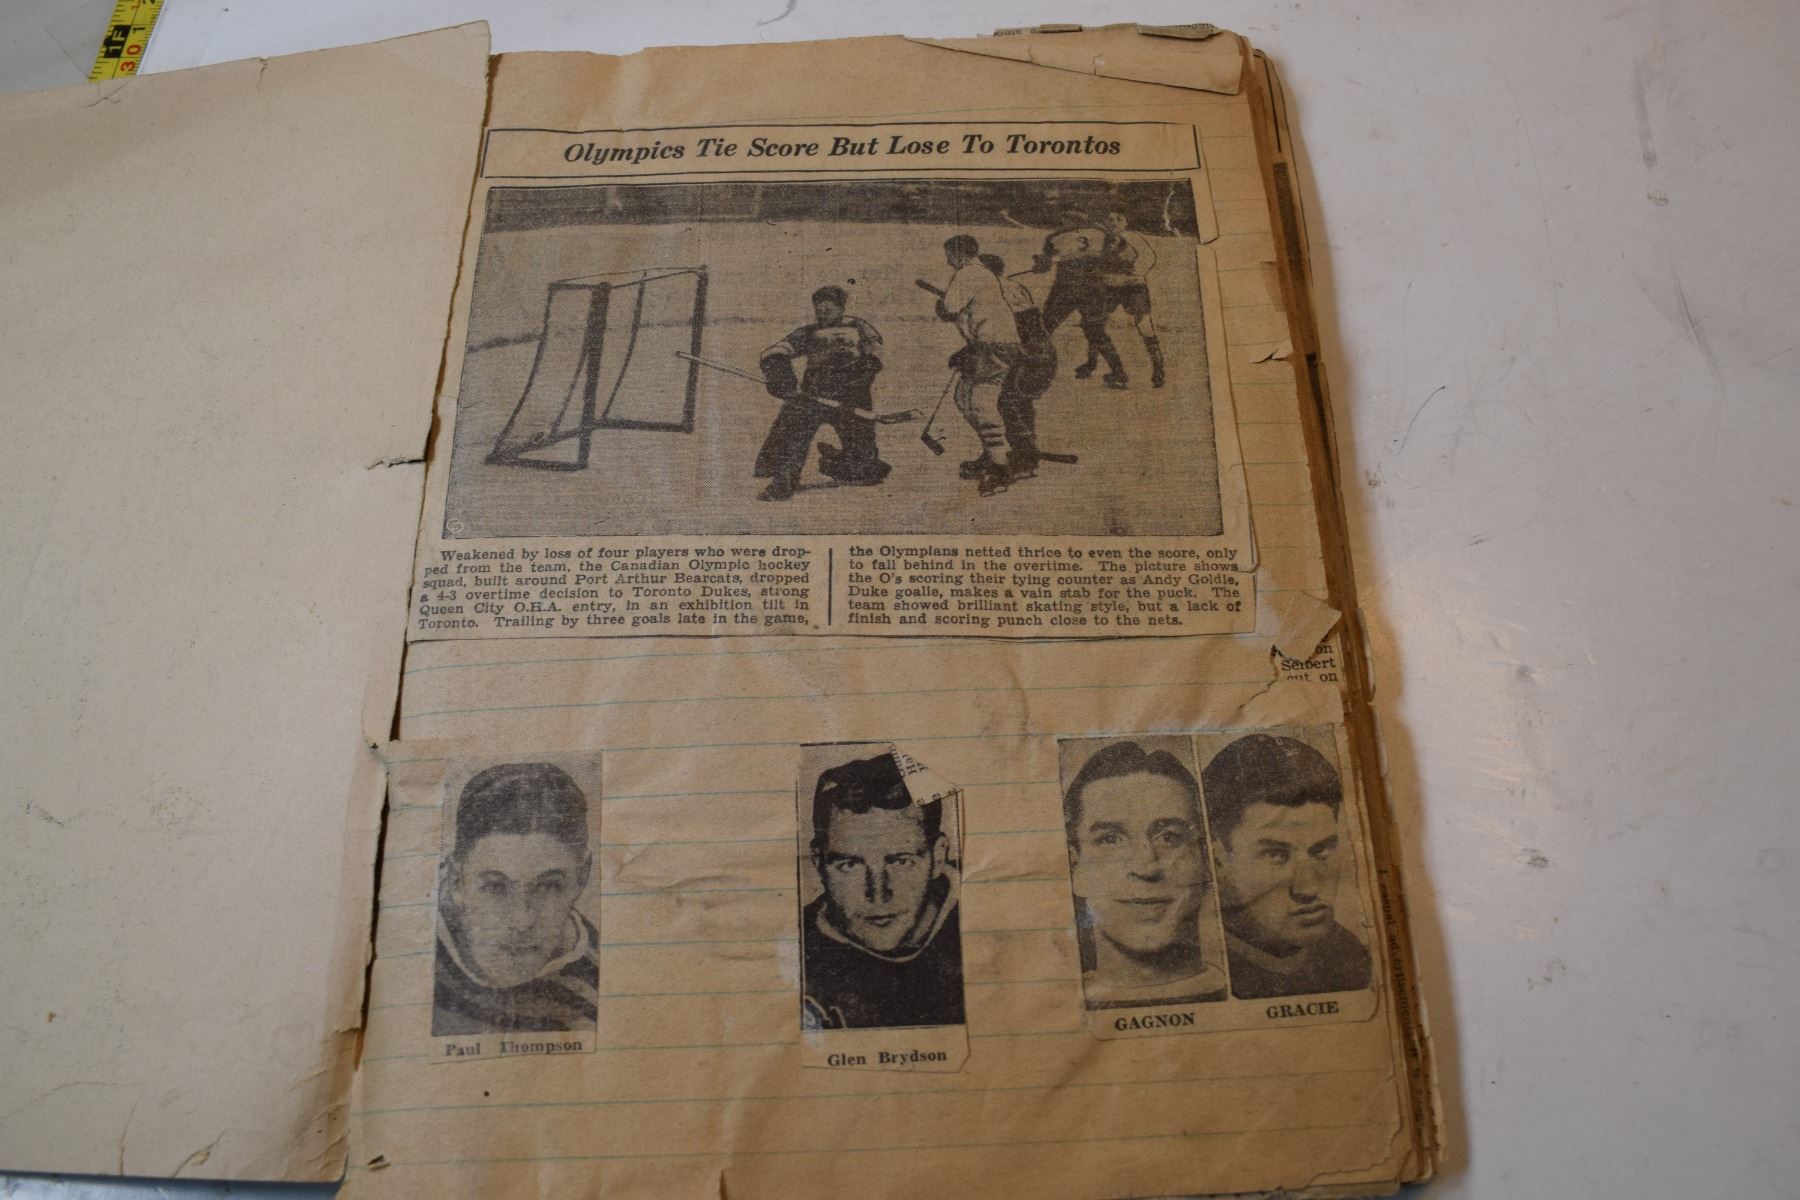 1F
30
Olympics Tie Score But Lose To Torontos
3
Weakened by loss of four players who were drop-
ped from the team, the Canadian Olympic hockey
squad, built around Port Arthur Bearcats, dropped
a 4-3 overtime decision to Toronto Dukes, strong
Queen City O.H.A. entry, in an exhibition tilt in
Toronto. Trailing by three goals late in the game,
the Olympians netted thrice to even the score, only
to fall behind in the overtime. The picture shows
the O's scoring their tying counter as Andy Goldie,
Duke goalie, makes a vain stab for the puck. The
team showed brilliant skating style, but a lack of
finish and scoring punch close to the nets.
on
Seibert
cut on
Paul Thompson
Glen Brydson
GAGNON
GRACIE